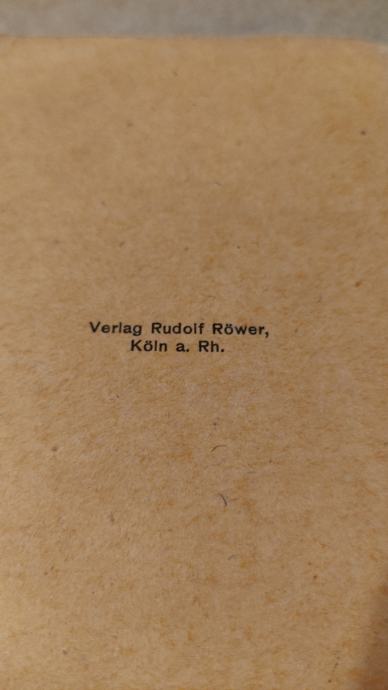 Verlag Rudolf Röwer,
Köln a. Rh.